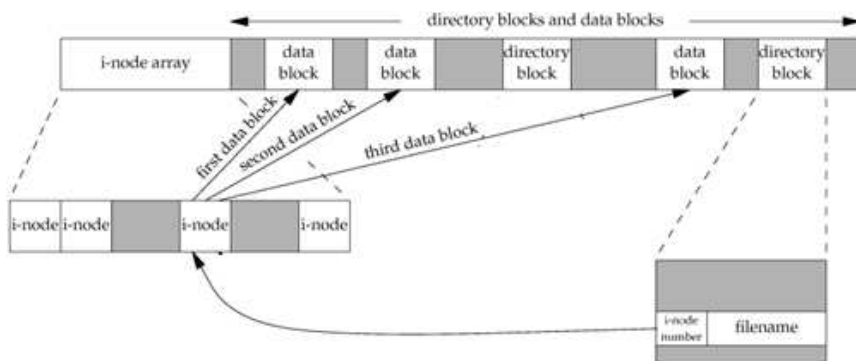 directory blocks and data blocks
i-node array
data
block
data
block
directory
block
data
block
directory
block
first data block
second data block
third data block
i-node
i-node
i-node
i-node
i-node
number
filename